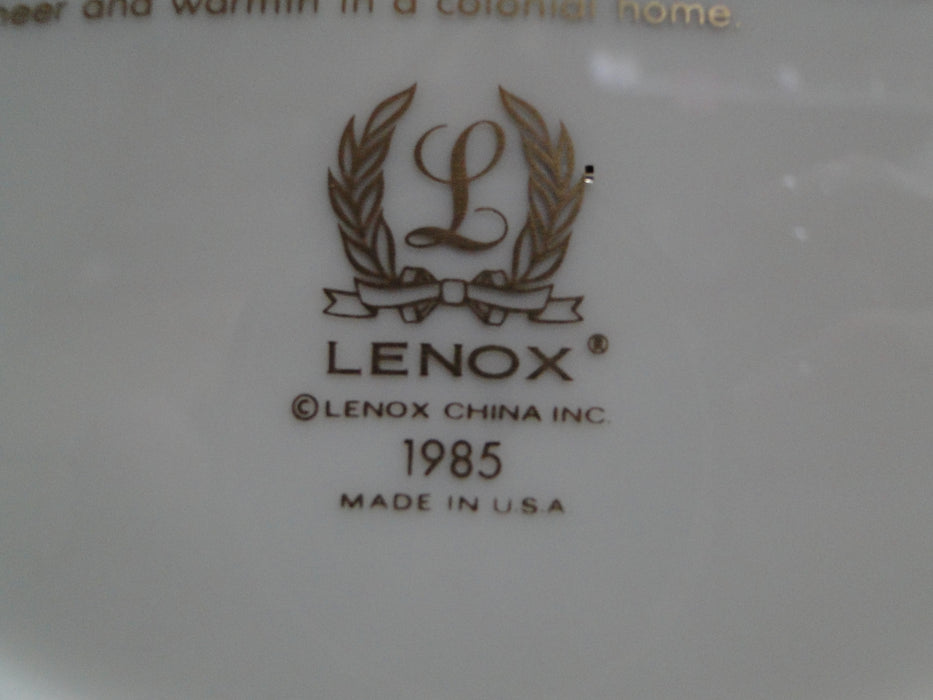 and warmth in a colonial home.
L
LENOX®
©LENOX CHINA INC.
1985
MADE IN U.S.A